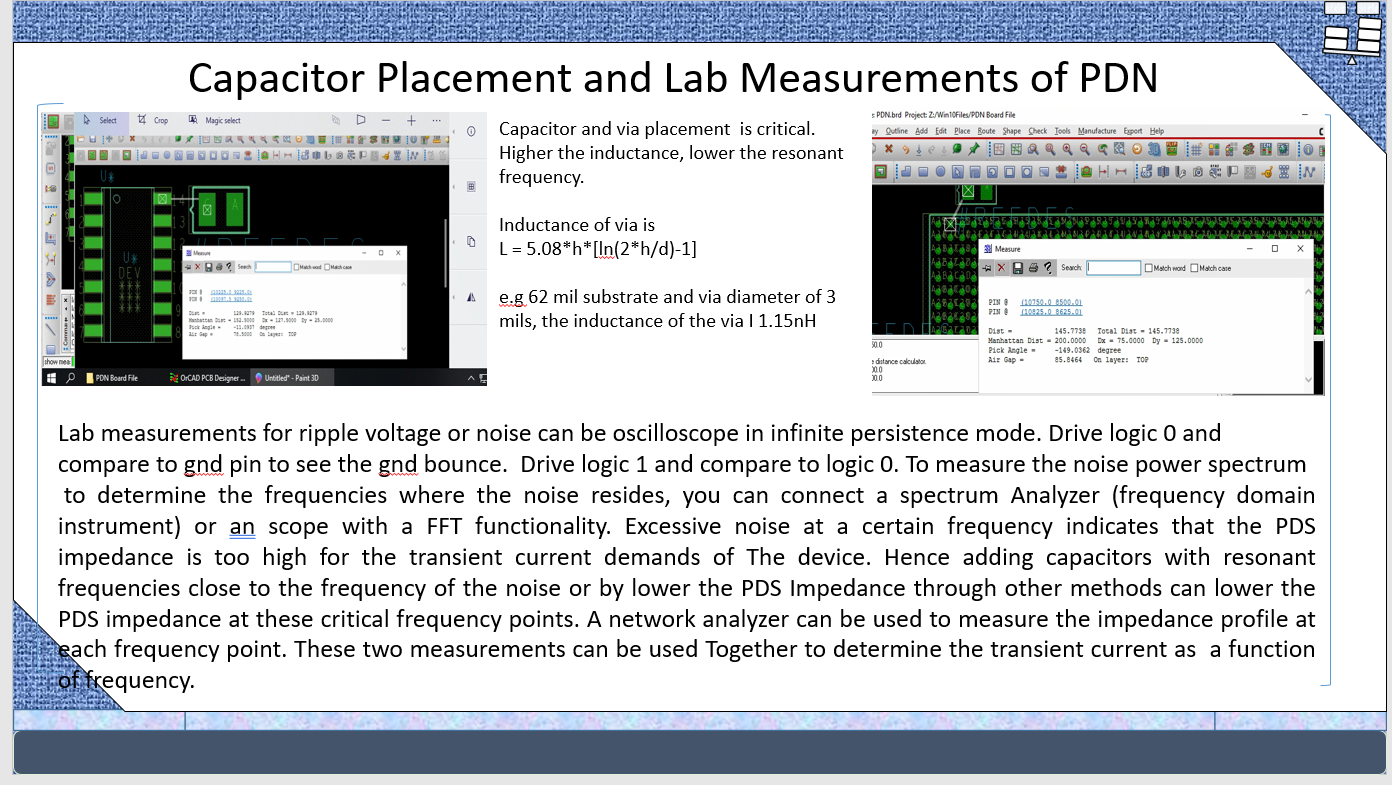 Capacitor Placement and Lab Measurements of PDN
Select Crop Magic select
U*
U*
DEV
***
***
***
Measure
Search: Match word Match case
PIN @
PIN @
Dist = 129.9279 Total Dist = 129.9279
Manhattan Dist = 152.5000 Dx = 127.5000 Dy = 25.0000
Pick Angle = -11.0937 degree
Air Gap = 75.5000 On layer: TOP
show mea
PDN Board File OrCAD PCB Designer ... Untitled* - Paint 3D
Capacitor and via placement is critical.
Higher the inductance, lower the resonant
frequency.
Inductance of via is
L = 5.08*h*[ln(2*h/d)-1]
e.g 62 mil substrate and via diameter of 3
mils, the inductance of the via I 1.15nH
PDN.brd Project: Z:/Win10Files/PDN Board File
ay Outline Add Edit Place Route Shape Check Tools Manufacture Export Help
Measure
Search: Match word Match case
PIN @ (10750.0 8500.0)
PIN @ (10825.0 8625.0)
Dist = 145.7738 Total Dist = 145.7738
Manhattan Dist = 200.0000 Dx = 75.0000 Dy = 125.0000
Pick Angle = -149.0362 degree
Air Gap = 85.8464 On layer: TOP
50.0
e distance calculator.
00.0
00.0
Lab measurements for ripple voltage or noise can be oscilloscope in infinite persistence mode. Drive logic 0 and
compare to gnd pin to see the gnd bounce. Drive logic 1 and compare to logic 0. To measure the noise power spectrum
to determine the frequencies where the noise resides, you can connect a spectrum Analyzer (frequency domain
instrument) or an scope with a FFT functionality. Excessive noise at a certain frequency indicates that the PDS
impedance is too high for the transient current demands of The device. Hence adding capacitors with resonant
frequencies close to the frequency of the noise or by lower the PDS Impedance through other methods can lower the
PDS impedance at these critical frequency points. A network analyzer can be used to measure the impedance profile at
each frequency point. These two measurements can be used Together to determine the transient current as a function
of frequency.